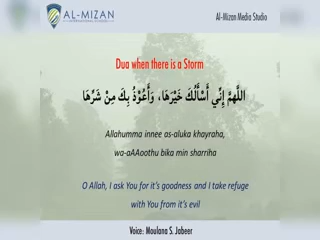 AL-MIZAN
Al-Mizan Media Studio
Dua when there is a Storm
اللَّهُمَّ إِنِّي أَسْأَلُكَ خَيْرَهَا، وَأَعُوْذُ بِكَ مِنْ شَرِّهَا
Allahumma innee as-aluka khayraha,
wa-aAAoothu bika min sharriha
O Allah, I ask You for it's goodness and I take refuge
with You from it's evil
Voice: Moulana S. Jabeer